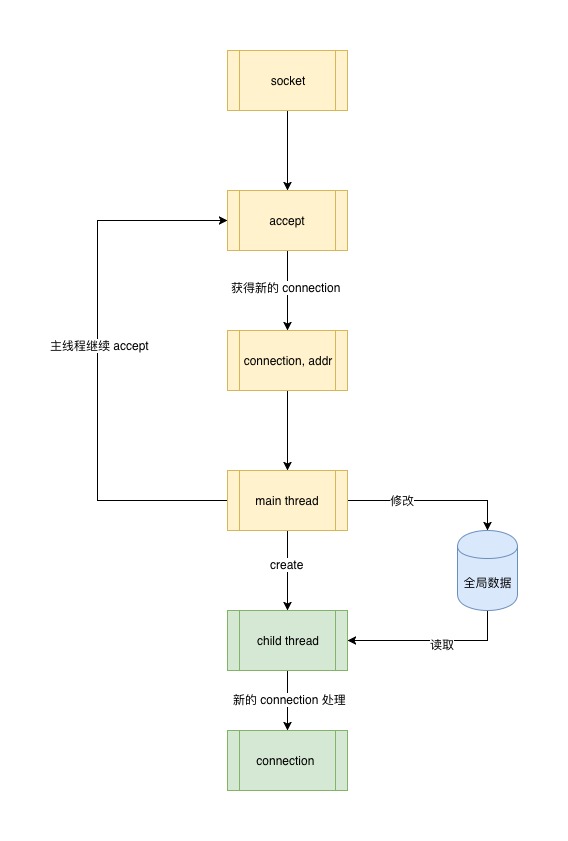 socket
accept
获得新的 connection
主线程继续 accept
connection, addr
main thread
修改
create
全局数据
child thread
读取
新的 connection 处理
connection